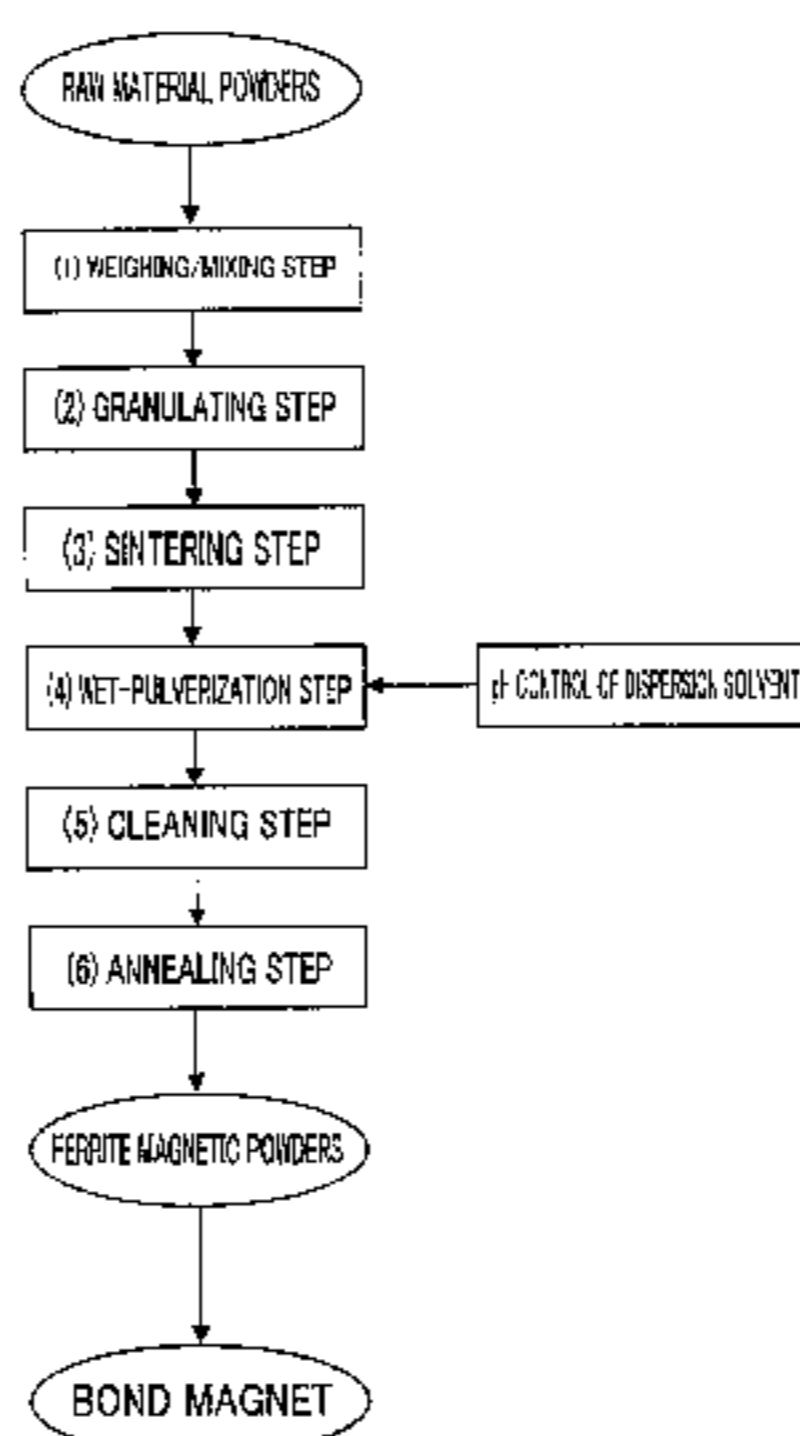 RAW MATERIAL POWDERS
(1) WEIGHING/MIXING STEP
(2) GRANULATING STEP
(3) SINTERING STEP
(4) WET-PULVERIZATION STEP
pH CONTROL OF DISPERSION SOLVENT
(5) CLEANING STEP
(6) ANNEALING STEP
FERRITE MAGNETIC POWDERS
BOND MAGNET